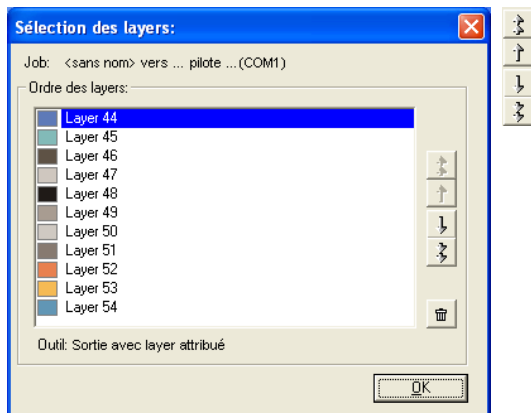 Sélection des layers:
Job: <sans nom> vers ... pilote ...(COM1)
Ordre des layers:
Layer 44
Layer 45
Layer 46
Layer 47
Layer 48
Layer 49
Layer 50
Layer 51
Layer 52
Layer 53
Layer 54
Outil: Sortie avec layer attribué
OK